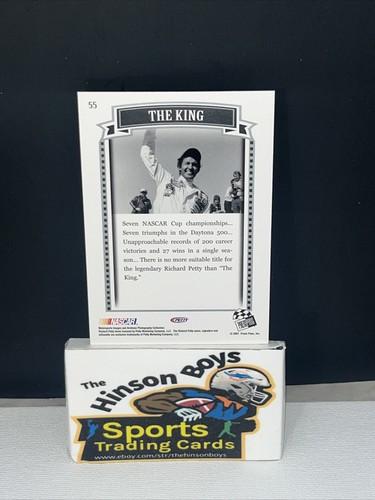 55
THE KING
Seven NASCAR Cup championships...
Seven triumphs in the Daytona 500...
Unapproachable records of 200 career
victories and 27 wins in a single sea-
son... There is no more suitable title for
the legendary Richard Petty than "The
King."
NASCAR
The
Hinson Boys
Sports
Trading Cards
www.ebay.com/str/thehinsonboys